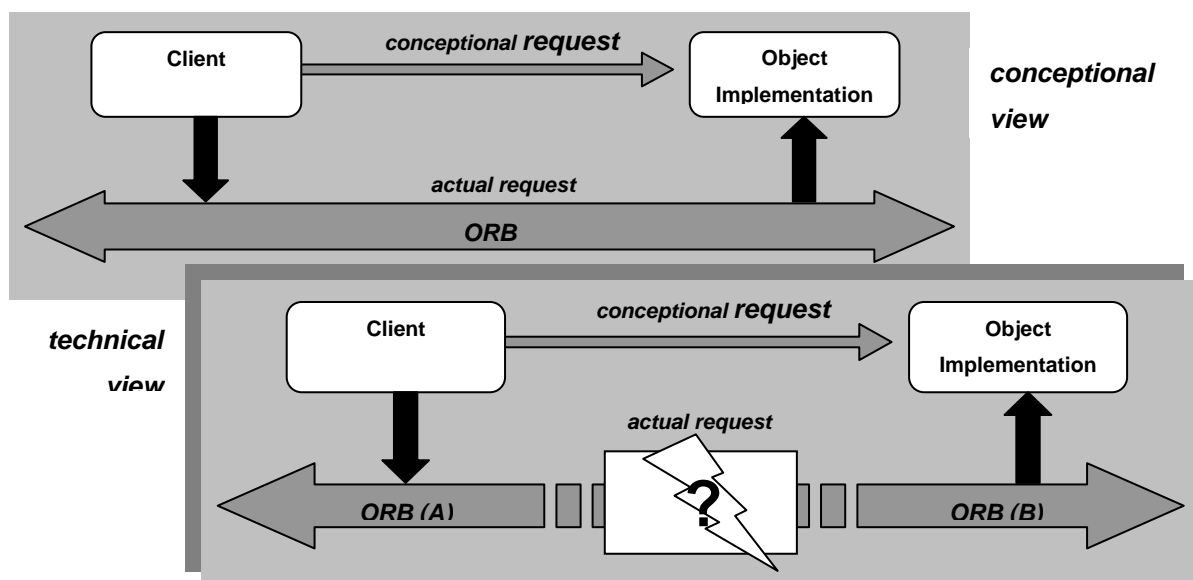 conceptional request
Client
Object
Implementation
conceptional
view
actual request
ORB
conceptional request
Client
Object
Implementation
technical
view
actual request
?
ORB (A)
ORB (B)